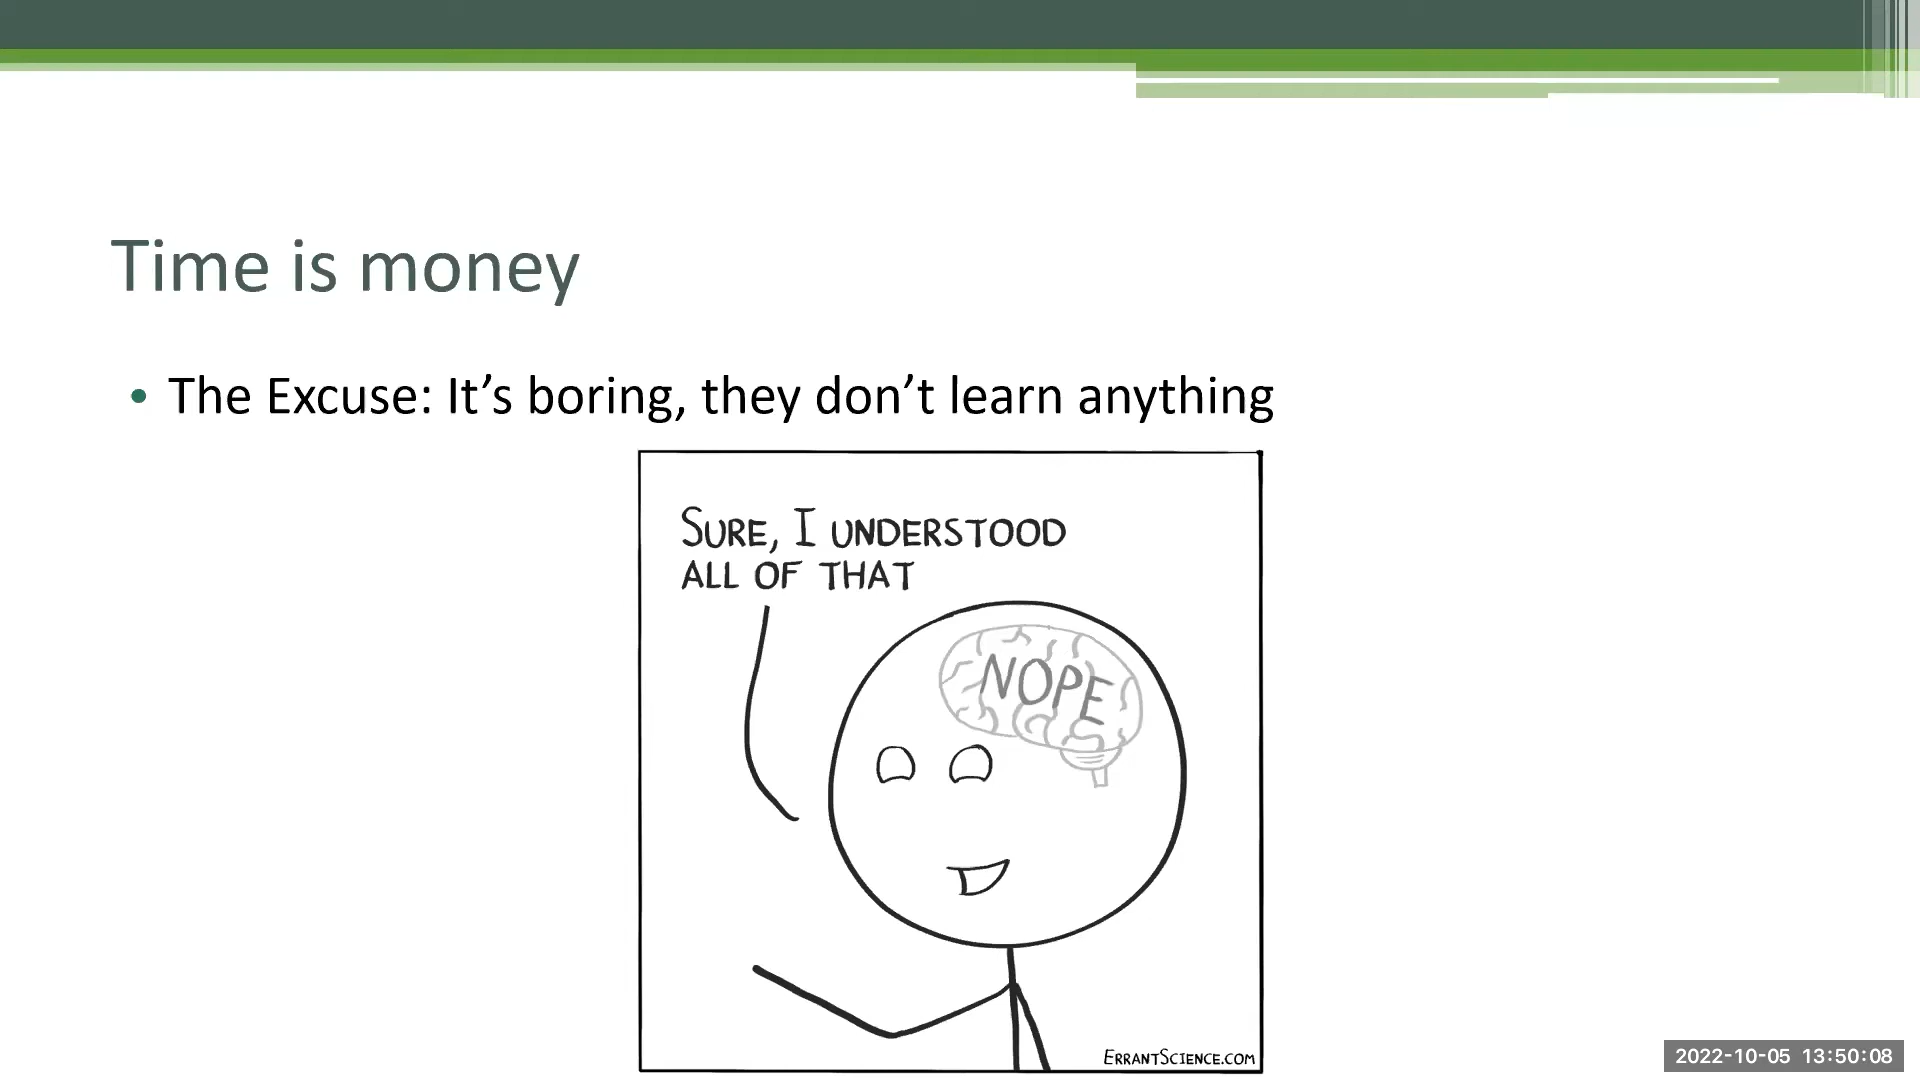 Time is money
• The Excuse: It’s boring, they don’t learn anything
SURE, I UNDERSTOOD
ALL OF THAT
NOPE
ERRANTSCIENCE.COM
2022-10-05 13:50:08